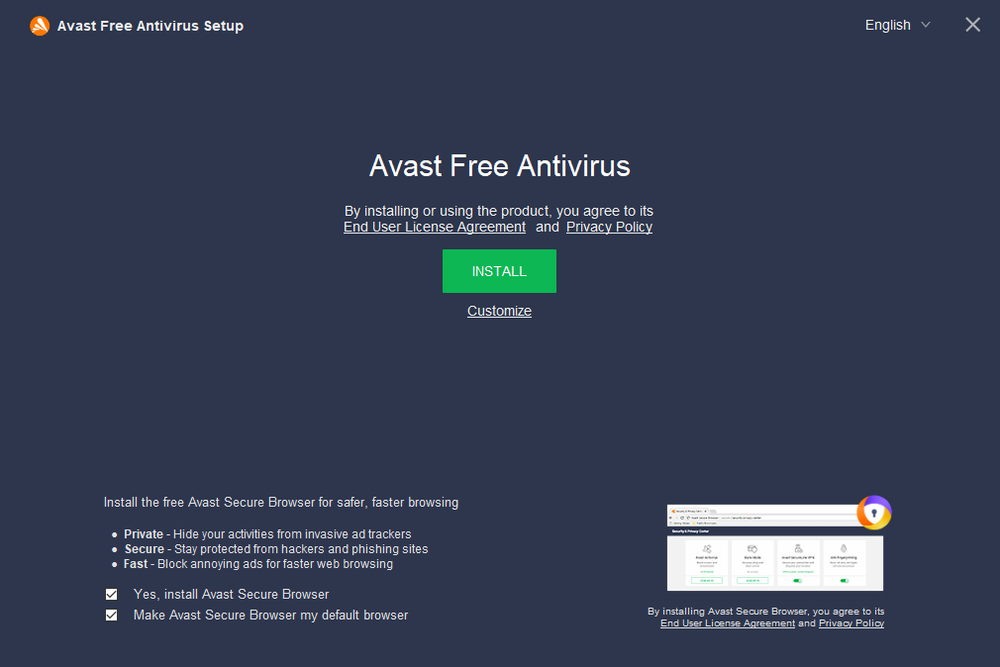 Avast Free Antivirus Setup
English
Avast Free Antivirus
By installing or using the product, you agree to its
End User License Agreement and Privacy Policy
INSTALL
Customize
Install the free Avast Secure Browser for safer, faster browsing
• Private - Hide your activities from invasive ad trackers
• Secure - Stay protected from hackers and phishing sites
• Fast - Block annoying ads for faster web browsing
Yes, install Avast Secure Browser
Make Avast Secure Browser my default browser
Security & Privacy Center
By installing Avast Secure Browser, you agree to its
End User License Agreement and Privacy Policy